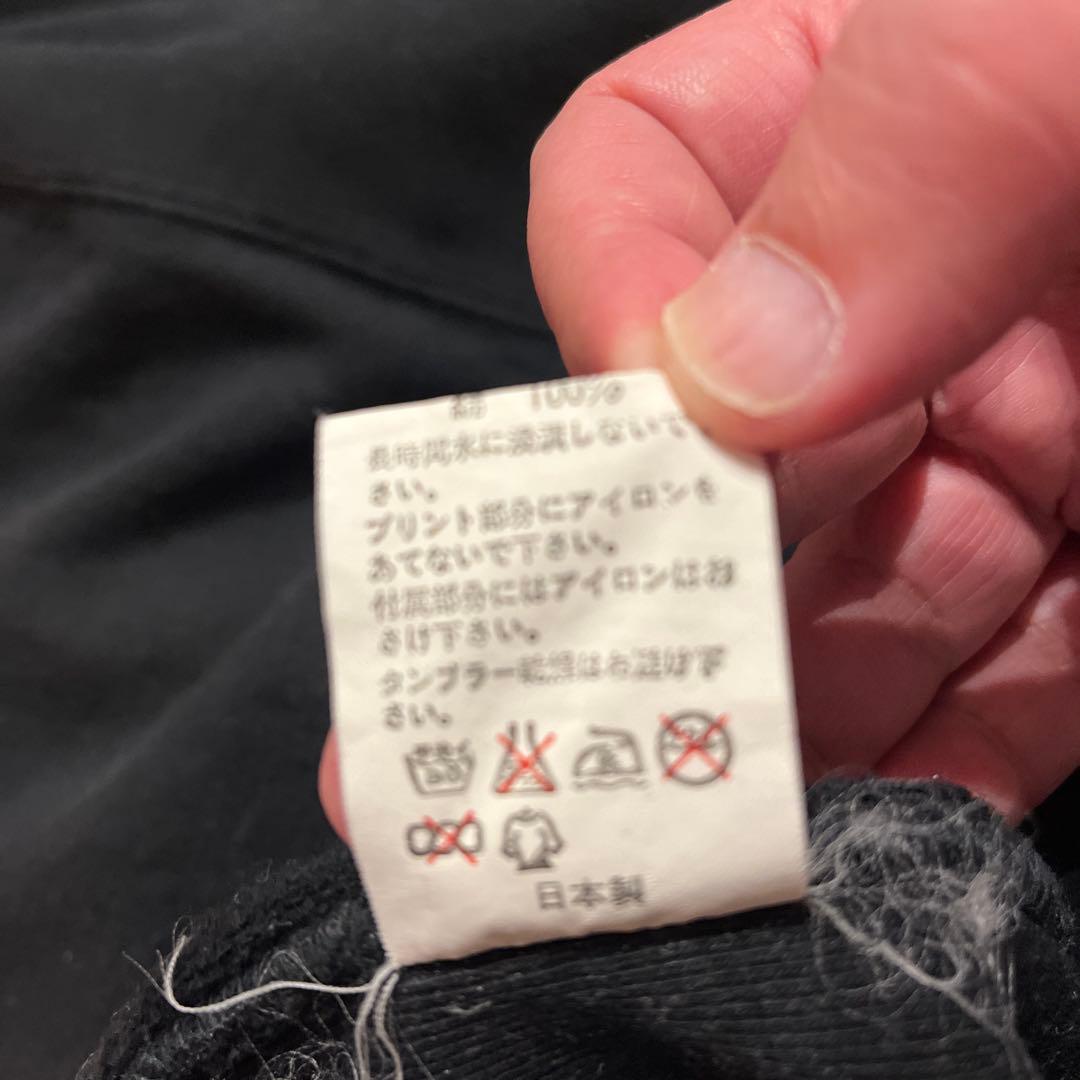 綿 100%
長時間水に浸漬しないで
さい。
プリント部分にアイロンを
あてないで下さい。
付属部分にはアイロンはお
さけ下さい。
タンブラー乾燥はお避け下
さい。
日本製